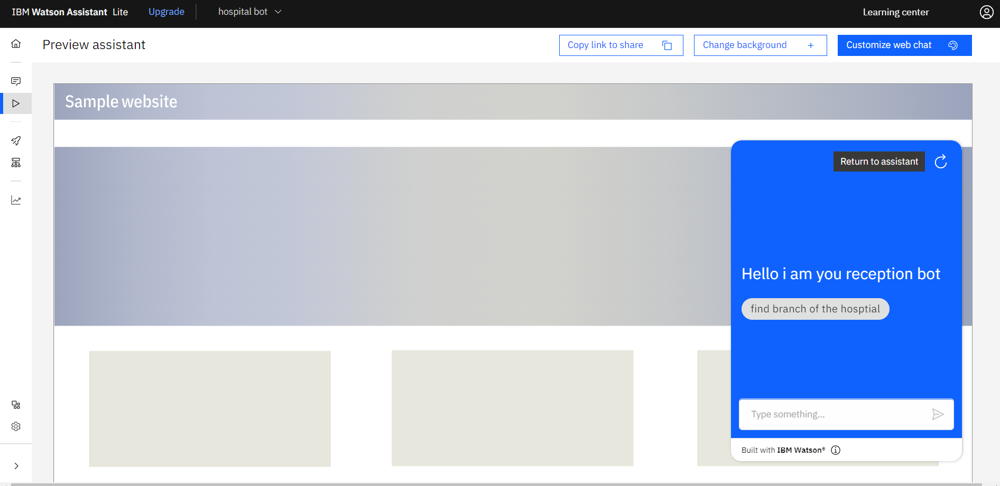 IBM Watson Assistant Lite Upgrade hospital bot Learning center
Preview assistant
Copy link to share
Change background
Customize web chat
Sample website
Return to assistant
Hello i am you reception bot
find branch of the hosptial
Type something...
Built with IBM Watson®